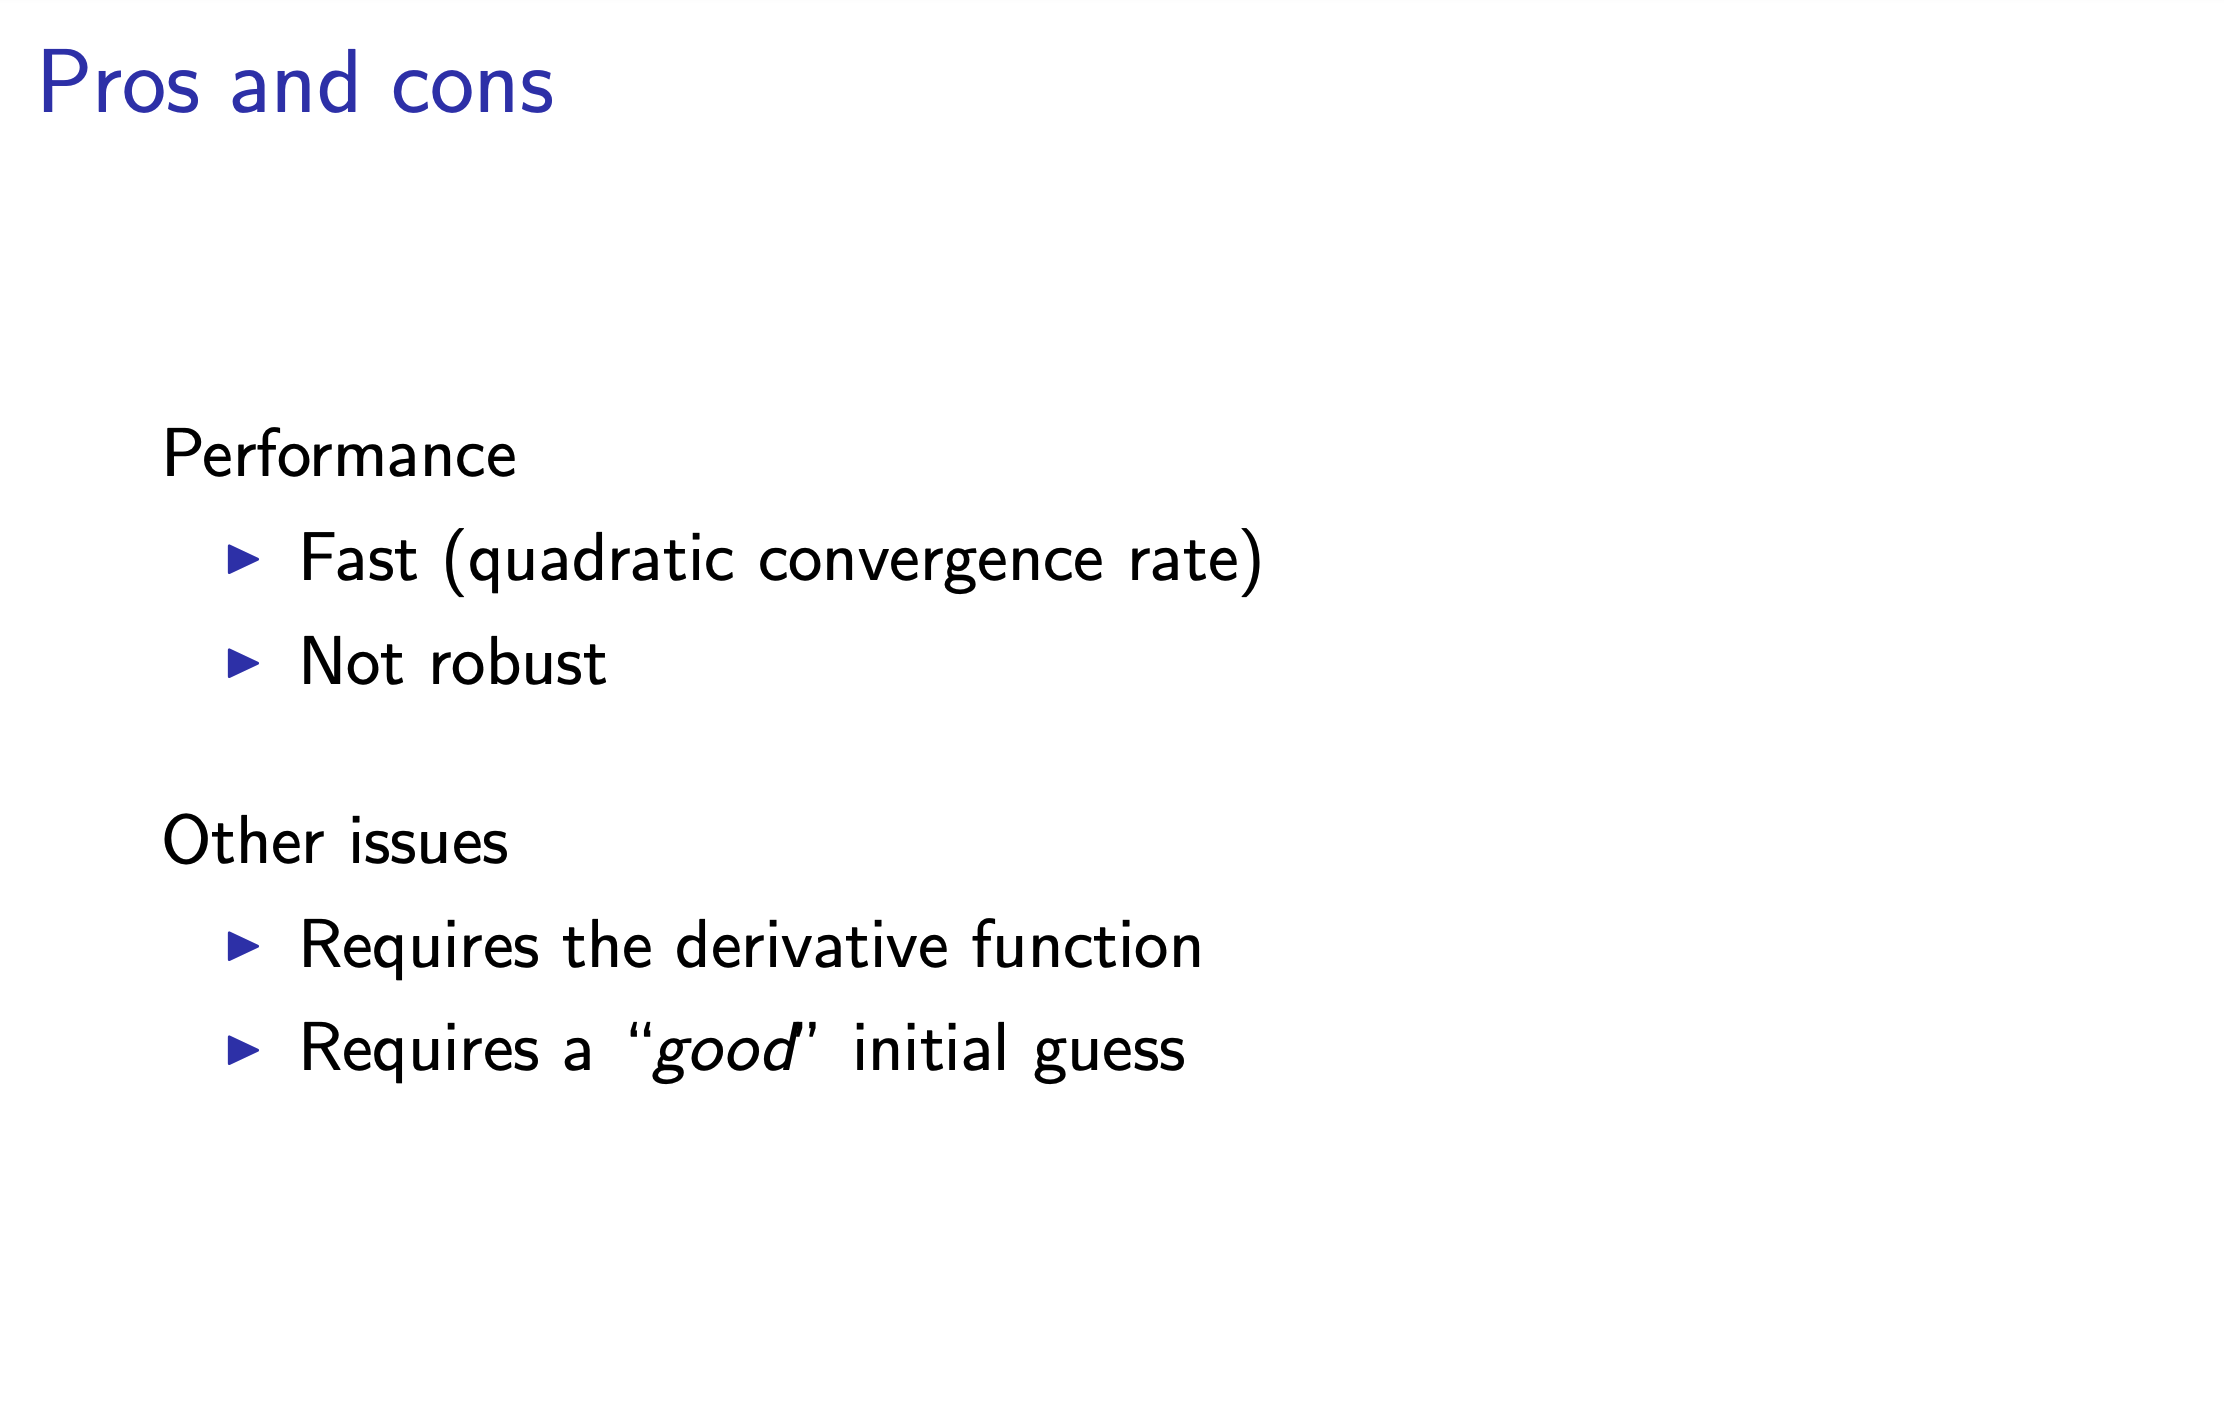 Pros and cons
Performance
▶ Fast (quadratic convergence rate)
▶ Not robust
Other issues
▶ Requires the derivative function
▶ Requires a “good” initial guess